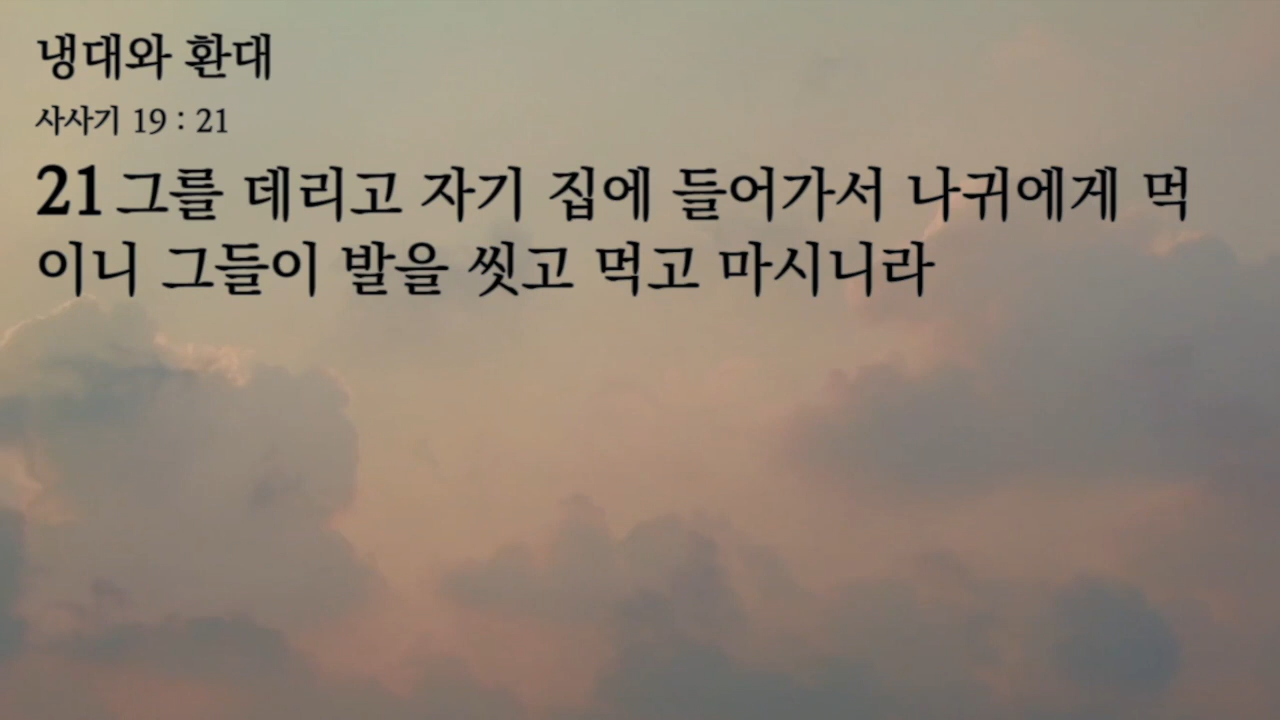 냉대와 환대
사사기 19 : 21
21 그를 데리고 자기 집에 들어가서 나귀에게 먹
이니 그들이 발을 씻고 먹고 마시니라